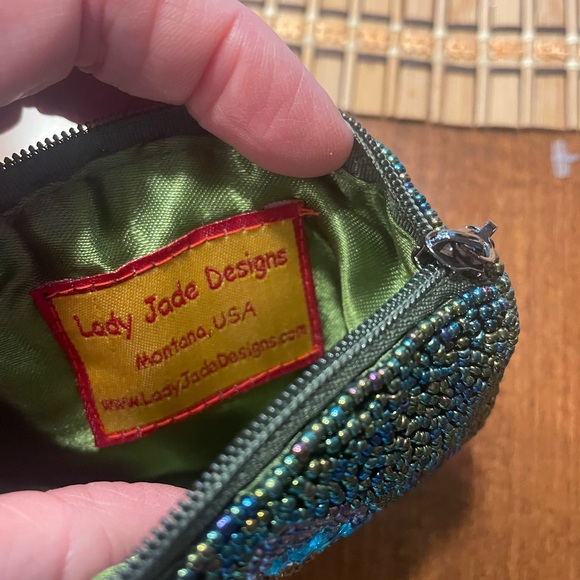 Lady Jade Designs
Montana, USA
www.LadyJadeDesigns.com